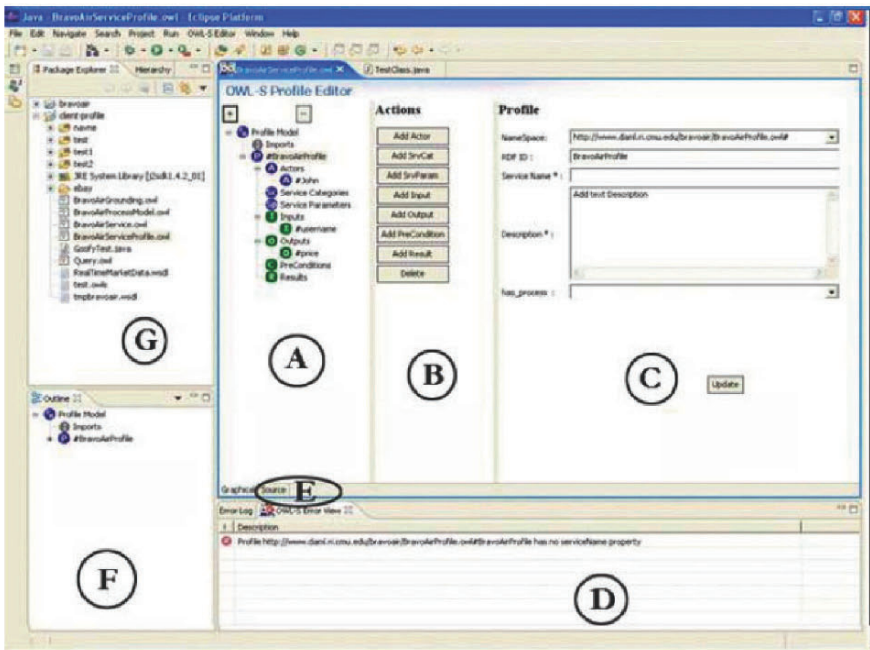 Java - BravoAirServiceProfile.owl - Eclipse Platform
File Edit Navigate Search Project Run OWL-S Editor Window Help
Package Explorer Hierarchy
bravoair
client-profile
test
test1
test2
JRE System Library [j2sdk1.4.2_01]
ebay
BravoAirGrounding.owl
BravoAirProcessModel.owl
BravoAirService.owl
BravoAirServiceProfile.owl
GoofyTest.java
Query.owl
RealTimeMarketData.wsdl
test.owls
tmpbravoair.wsdl
G
Outline
Profile Model
Imports
#BravoAirProfile
F
BravoAirServiceProfile.owl TestClass.java
OWL-S Profile Editor
+ -
Profile Model
Imports
P #BravoAirProfile
A Actors
A #John
Service Categories
Service Parameters
I Inputs
I #username
O Outputs
O #price
C PreConditions
R Results
A
Actions
Add Actor
Add SrvCat
Add SrvParam
Add Input
Add Output
Add PreCondition
Add Result
Delete
B
Profile
NameSpace: http://www.daml.ri.cmu.edu/bravoair/BravoAirProfile.owl#
RDF ID : BravoAirProfile
Service Name * :
Description * : Add text Description
has_process :
C
Update
Graphical Source
E
Error Log OWL-S Error View
! Description
Profile http://www.daml.ri.cmu.edu/bravoair/BravoAirProfile.owl#BravoAirProfile has no serviceName property
D